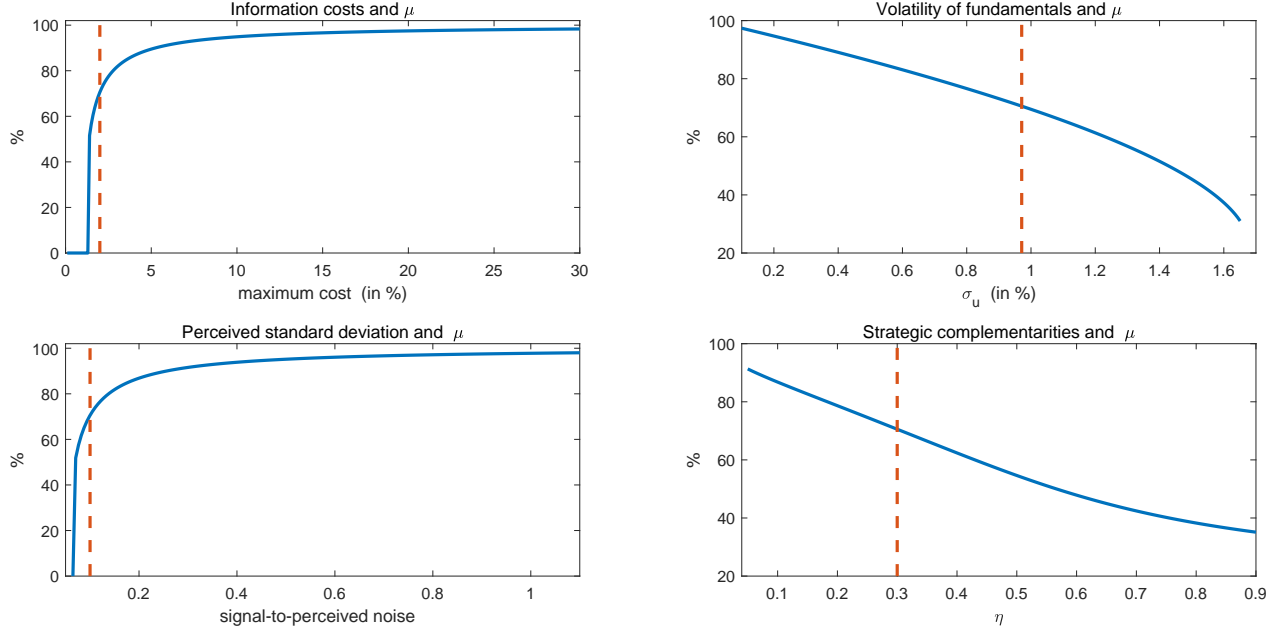 Information costs and μ
%
100
80
60
40
20
0
0 5 10 15 20 25 30
maximum cost (in %)
Volatility of fundamentals and μ
%
100
80
60
40
20
0.2 0.4 0.6 0.8 1 1.2 1.4 1.6
σu (in %)
Perceived standard deviation and μ
%
100
80
60
40
20
0
0.2 0.4 0.6 0.8 1
signal-to-perceived noise
Strategic complementarities and μ
%
100
80
60
40
20
0.1 0.2 0.3 0.4 0.5 0.6 0.7 0.8 0.9
η